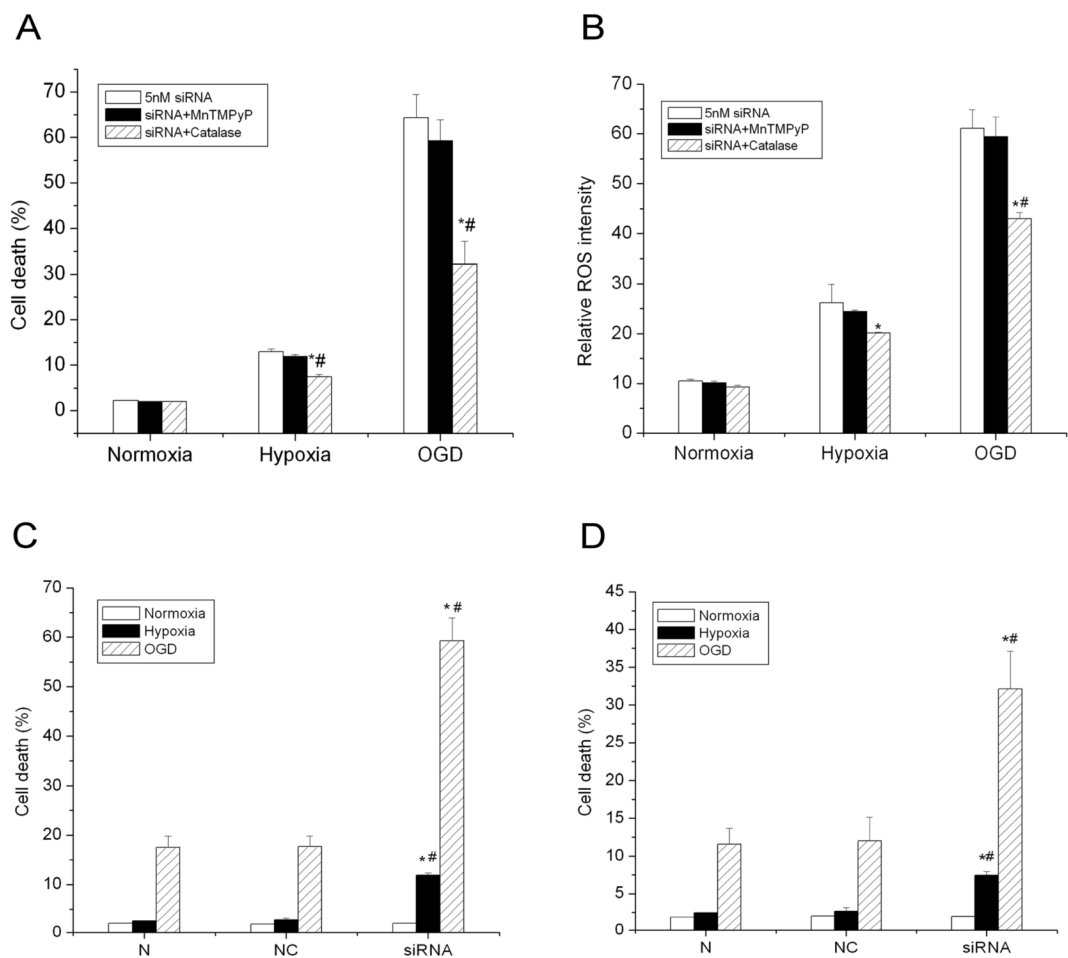 A
Cell death (%)
70
60
50
40
30
20
10
0
5nM siRNA
siRNA+MnTMPyP
siRNA+Catalase
*#
*#
Normoxia
Hypoxia
OGD
B
Relative ROS intensity
70
60
50
40
30
20
10
0
5nM siRNA
siRNA+MnTMPyP
siRNA+Catalase
*
*#
Normoxia
Hypoxia
OGD
C
Cell death (%)
70
60
50
40
30
20
10
0
Normoxia
Hypoxia
OGD
*#
*#
N
NC
siRNA
D
Cell death (%)
45
40
35
30
25
20
15
10
5
0
Normoxia
Hypoxia
OGD
*#
*#
N
NC
siRNA